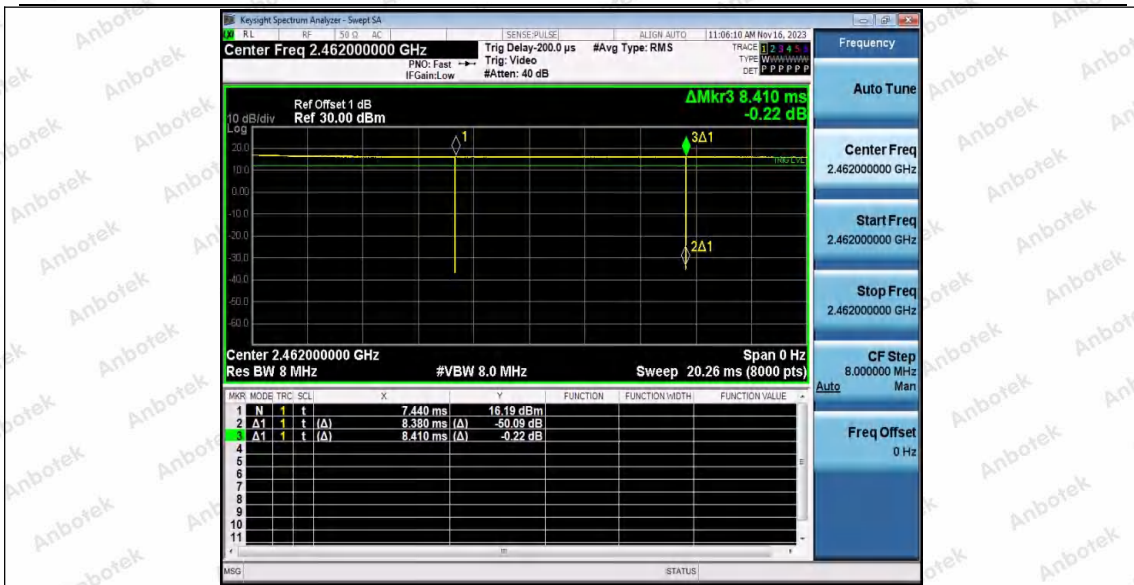 Keysight Spectrum Analyzer - Swept SA
RL RF 50 Ω AC SENSE:PULSE ALIGN AUTO 11:06:10 AM Nov 16, 2023
Center Freq 2.462000000 GHz Trig Delay-200.0 µs #Avg Type: RMS TRACE 1 2 3 4 5 6
PNO: Fast Trig: Video TYPE WWWWWW
IFGain:Low #Atten: 40 dB DET P P P P P P
Frequency
Auto Tune
Center Freq
2.462000000 GHz
Start Freq
2.462000000 GHz
Stop Freq
2.462000000 GHz
CF Step
8.000000 MHz
Auto Man
Freq Offset
0 Hz
ΔMkr3 8.410 ms
-0.22 dB
Ref Offset 1 dB
10 dB/div Ref 30.00 dBm
Log
20.0
10.0
0.00
-10.0
-20.0
-30.0
-40.0
-50.0
-60.0
1
3Δ1
TRIG LVL
2Δ1
Center 2.462000000 GHz Span 0 Hz
Res BW 8 MHz #VBW 8.0 MHz Sweep 20.26 ms (8000 pts)
MKR MODE TRC SCL X Y FUNCTION FUNCTION WIDTH FUNCTION VALUE
1 N 1 t 7.440 ms 16.19 dBm
2 Δ1 1 t (Δ) 8.380 ms (Δ) -50.09 dB
3 Δ1 1 t (Δ) 8.410 ms (Δ) -0.22 dB
4
5
6
7
8
9
10
11
MSG STATUS
Anbotek